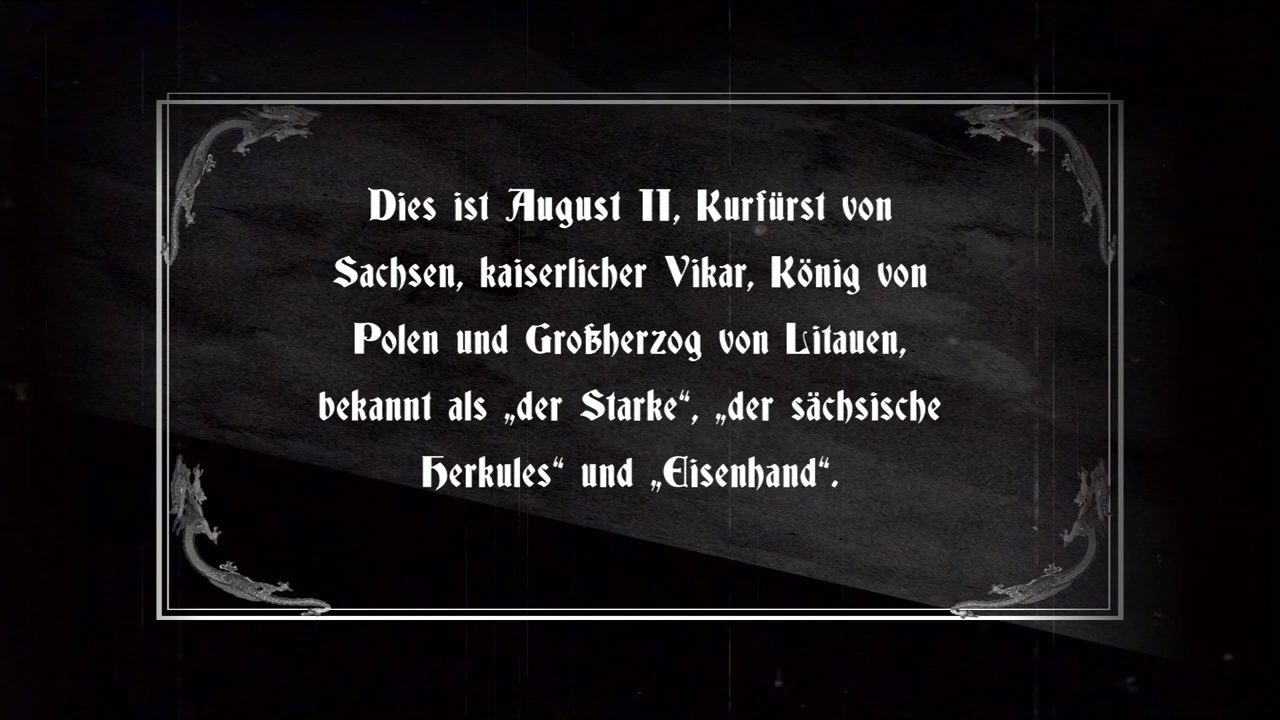 Dies ist August II, Kurfürst von
Sachsen, kaiserlicher Vikar, König von
Polen und Großherzog von Litauen,
bekannt als „der Starke“, „der sächsische
Herkules“ und „Eisenhand“.